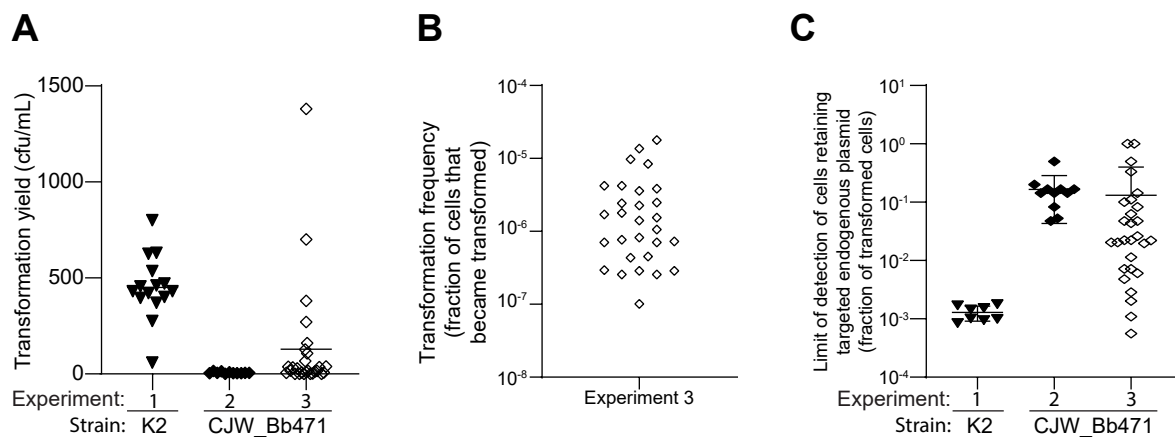 A
Transformation yield (cfu/mL)
1500
1000
500
0
Experiment: 1 2 3
Strain: K2 CJW_Bb471
B
Transformation frequency
(fraction of cells that
became transformed)
10-4
10-5
10-6
10-7
10-8
Experiment 3
C
Limit of detection of cells retaining
targeted endogenous plasmid
(fraction of transformed cells)
10¹
10⁰
10-1
10-2
10-3
10-4
Experiment: 1 2 3
Strain: K2 CJW_Bb471